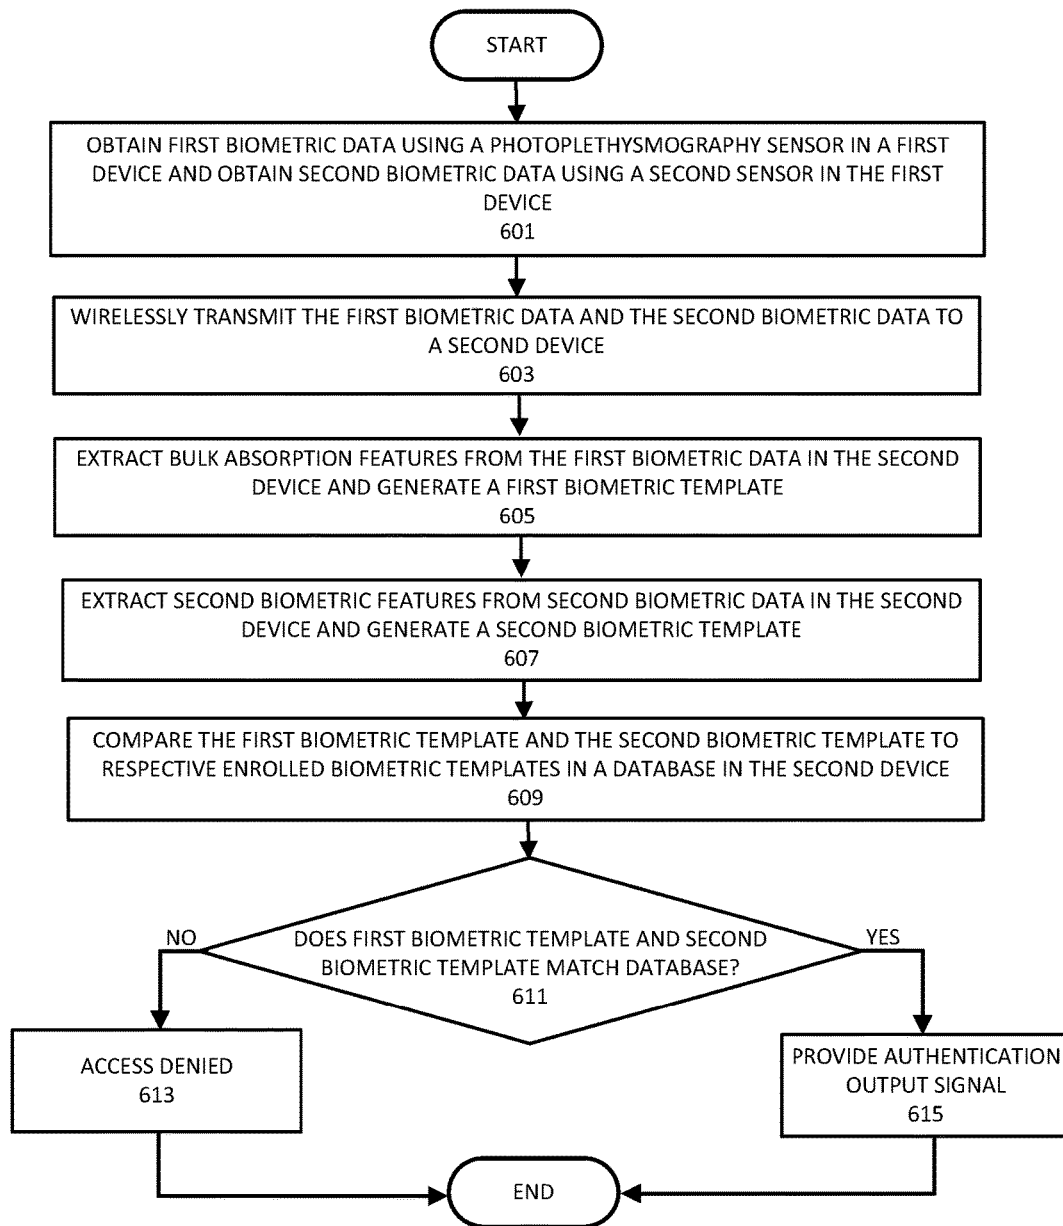 START
OBTAIN FIRST BIOMETRIC DATA USING A PHOTOPLETHYSMOGRAPHY SENSOR IN A FIRST
DEVICE AND OBTAIN SECOND BIOMETRIC DATA USING A SECOND SENSOR IN THE FIRST
DEVICE
601
WIRELESSLY TRANSMIT THE FIRST BIOMETRIC DATA AND THE SECOND BIOMETRIC DATA TO
A SECOND DEVICE
603
EXTRACT BULK ABSORPTION FEATURES FROM THE FIRST BIOMETRIC DATA IN THE SECOND
DEVICE AND GENERATE A FIRST BIOMETRIC TEMPLATE
605
EXTRACT SECOND BIOMETRIC FEATURES FROM SECOND BIOMETRIC DATA IN THE SECOND
DEVICE AND GENERATE A SECOND BIOMETRIC TEMPLATE
607
COMPARE THE FIRST BIOMETRIC TEMPLATE AND THE SECOND BIOMETRIC TEMPLATE TO
RESPECTIVE ENROLLED BIOMETRIC TEMPLATES IN A DATABASE IN THE SECOND DEVICE
609
NO
DOES FIRST BIOMETRIC TEMPLATE AND SECOND
BIOMETRIC TEMPLATE MATCH DATABASE?
611
YES
ACCESS DENIED
613
PROVIDE AUTHENTICATION
OUTPUT SIGNAL
615
END